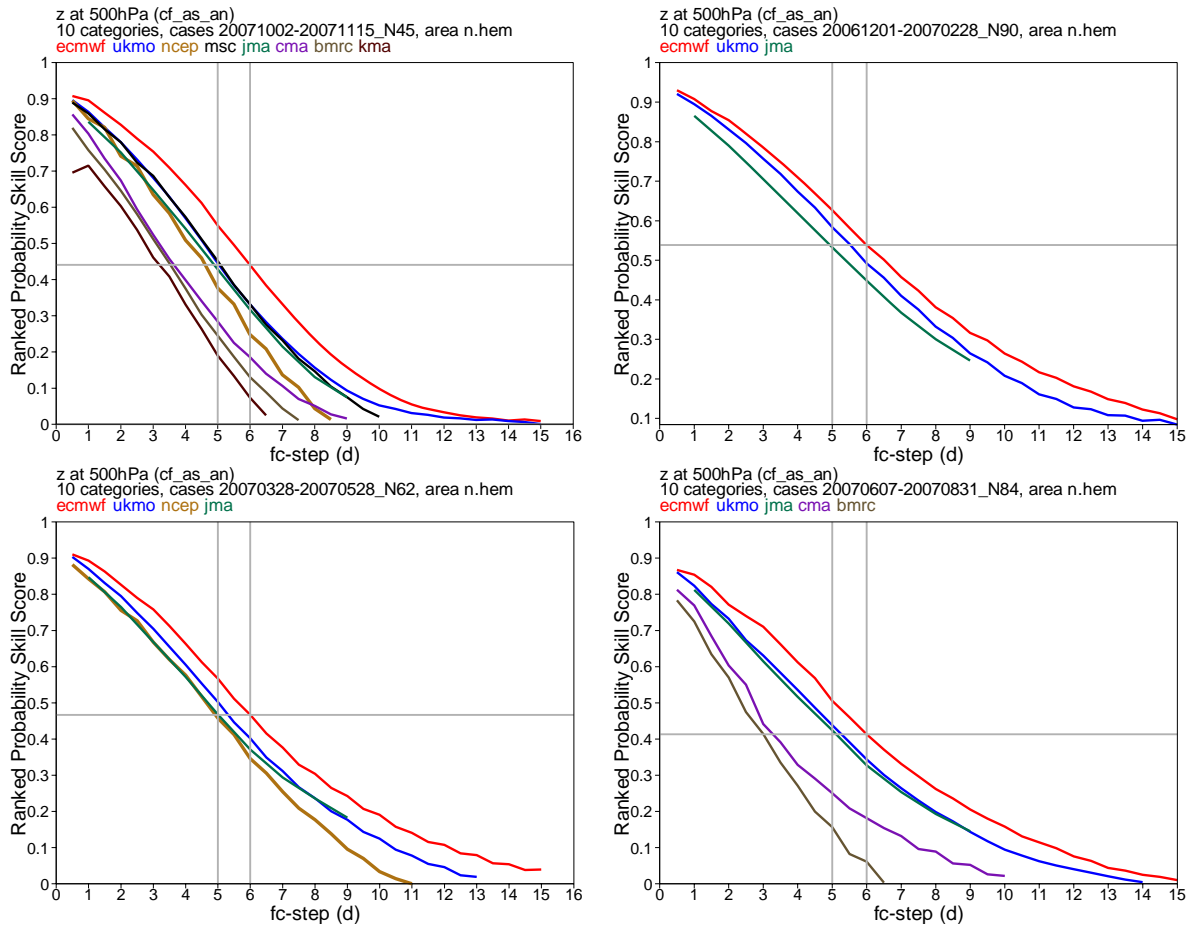 z at 500hPa (cf_as_an)
10 categories, cases 20071002-20071115_N45, area n.hem
ecmwf ukmo ncep msc jma cma bmrc kma
1
0.9
0.8
0.7
0.6
0.5
0.4
0.3
0.2
0.1
0
Ranked Probability Skill Score
0 1 2 3 4 5 6 7 8 9 10 11 12 13 14 15 16
fc-step (d)
z at 500hPa (cf_as_an)
10 categories, cases 20061201-20070228_N90, area n.hem
ecmwf ukmo jma
1
0.9
0.8
0.7
0.6
0.5
0.4
0.3
0.2
0.1
Ranked Probability Skill Score
0 1 2 3 4 5 6 7 8 9 10 11 12 13 14 15
fc-step (d)
z at 500hPa (cf_as_an)
10 categories, cases 20070328-20070528_N62, area n.hem
ecmwf ukmo ncep jma
1
0.9
0.8
0.7
0.6
0.5
0.4
0.3
0.2
0.1
0
Ranked Probability Skill Score
0 1 2 3 4 5 6 7 8 9 10 11 12 13 14 15 16
fc-step (d)
z at 500hPa (cf_as_an)
10 categories, cases 20070607-20070831_N84, area n.hem
ecmwf ukmo jma cma bmrc
1
0.9
0.8
0.7
0.6
0.5
0.4
0.3
0.2
0.1
0
Ranked Probability Skill Score
0 1 2 3 4 5 6 7 8 9 10 11 12 13 14 15
fc-step (d)